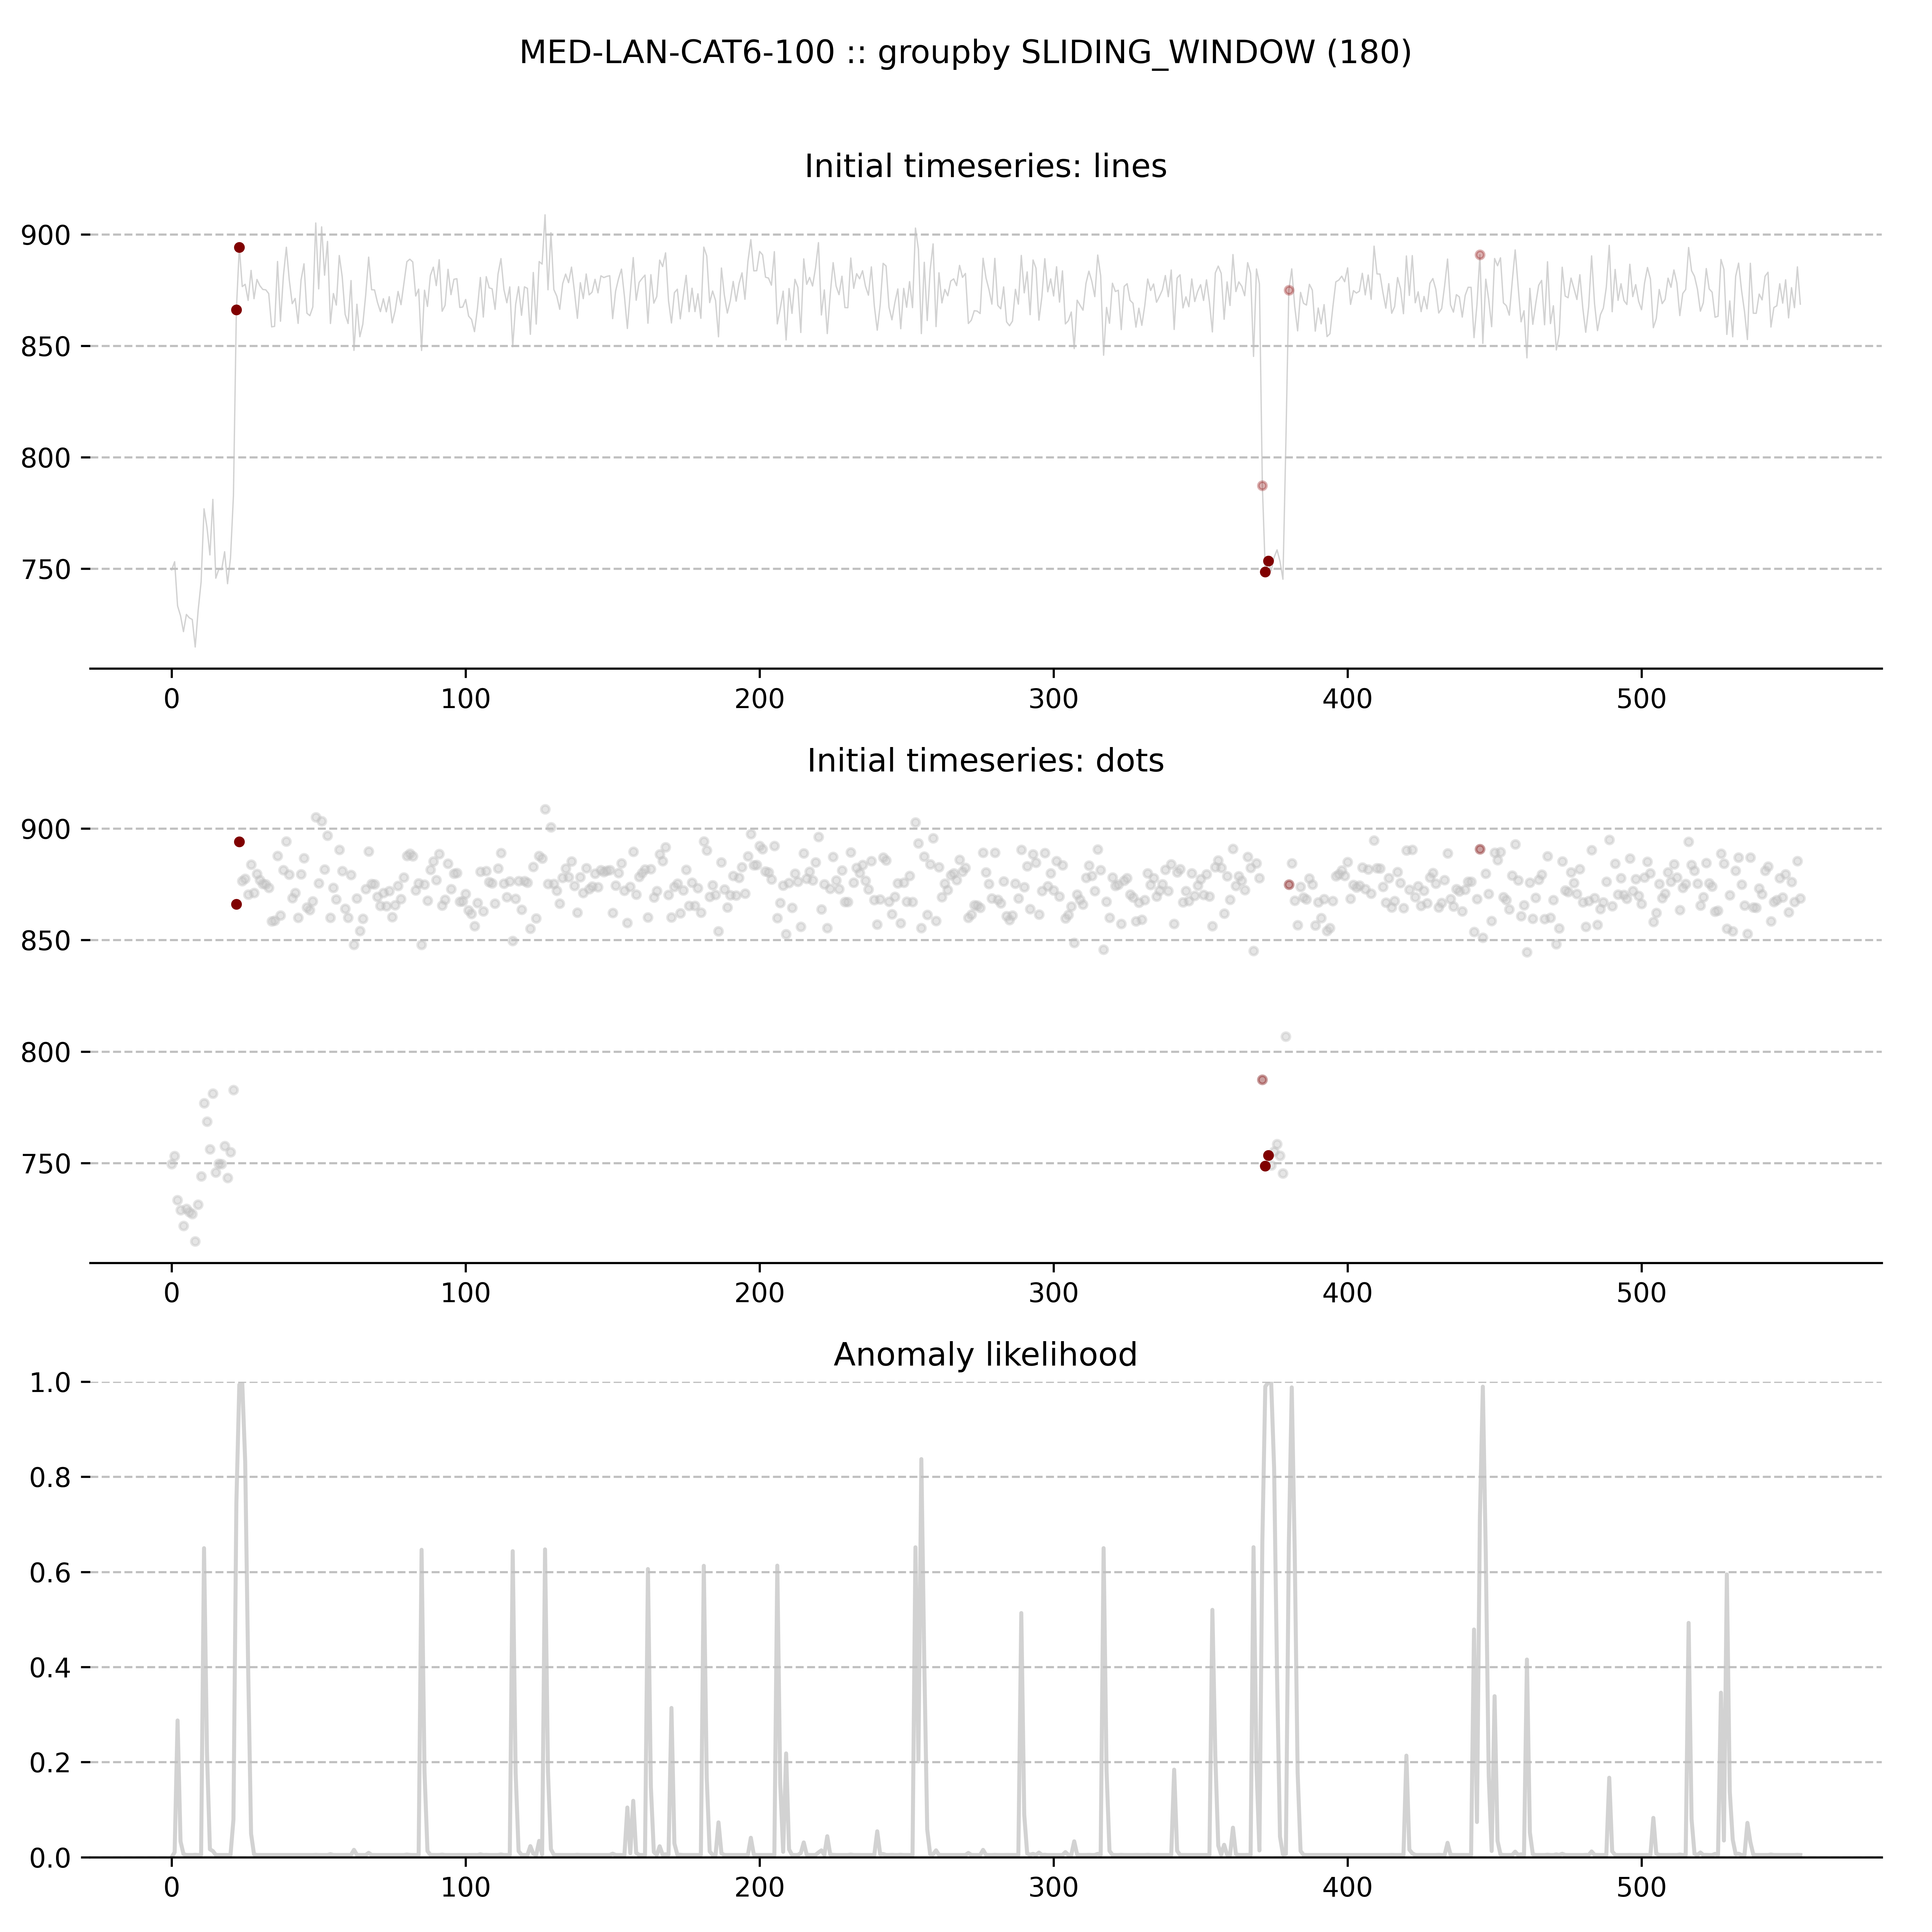 MED-LAN-CAT6-100 :: groupby SLIDING_WINDOW (180)
Initial timeseries: lines
900
850
800
750
0 100 200 300 400 500
Initial timeseries: dots
900
850
800
750
0 100 200 300 400 500
Anomaly likelihood
1.0
0.8
0.6
0.4
0.2
0.0
0 100 200 300 400 500